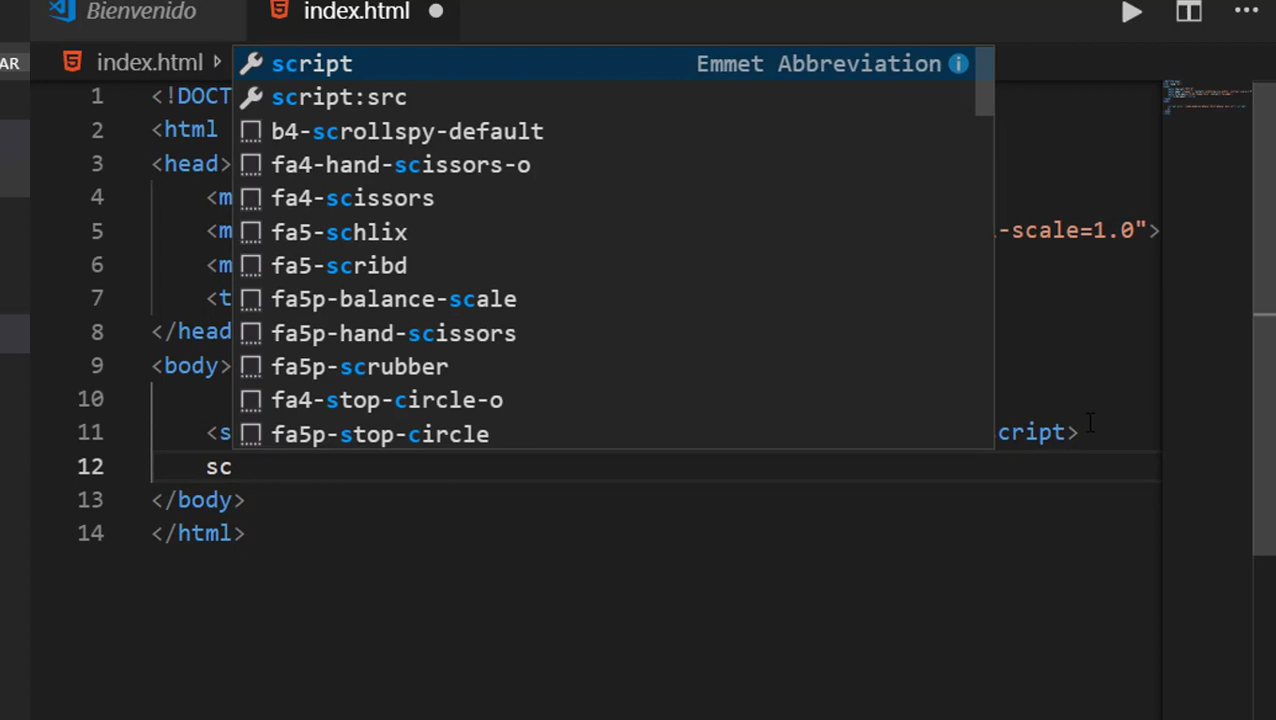 Bienvenido index.html
AR index.html
script Emmet Abbreviation
script:src
b4-scrollspy-default
fa4-hand-scissors-o
fa4-scissors
fa5-schlix
fa5-scribd
fa5p-balance-scale
fa5p-hand-scissors
fa5p-scrubber
fa4-stop-circle-o
fa5p-stop-circle
1 <!DOCT
2 <html
3 <head>
4 <m
5 <m -scale=1.0">
6 <m
7 <t
8 </head
9 <body>
10
11 <s cript>
12 sc
13 </body>
14 </html>